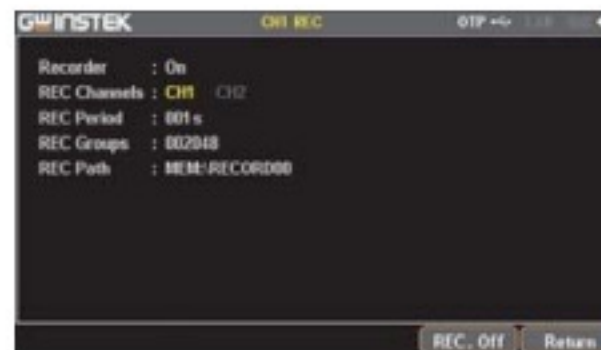 GWINSTEK CH1 REC OTP
Recorder : On
REC Channels : CH1 CH2
REC Period : 001 s
REC Groups : 002048
REC Path : MEM:\RECORD00
REC. Off Return